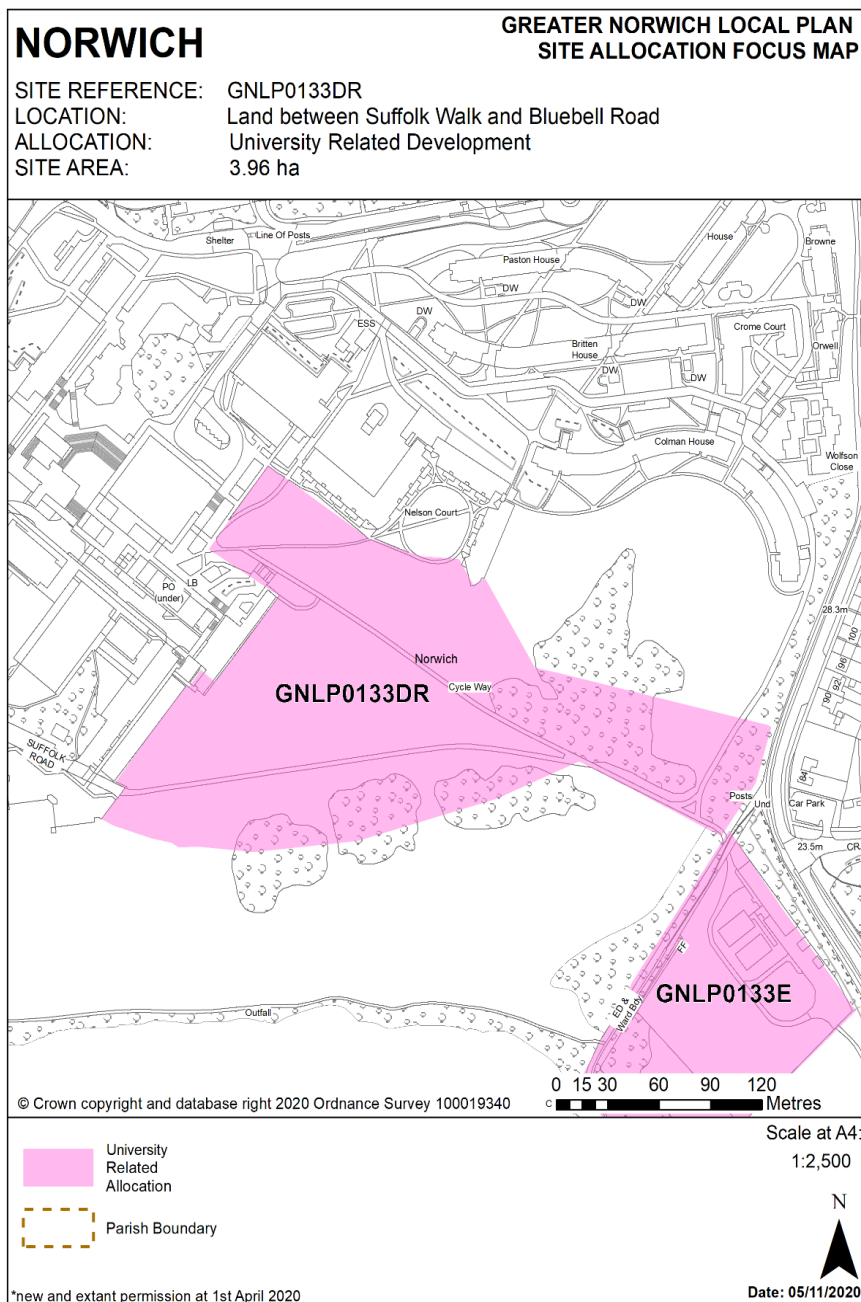 NORWICH
GREATER NORWICH LOCAL PLAN
SITE ALLOCATION FOCUS MAP
SITE REFERENCE: GNLP0133DR
LOCATION: Land between Suffolk Walk and Bluebell Road
ALLOCATION: University Related Development
SITE AREA: 3.96 ha
Shelter
Line Of Posts
House
Browne
Paston House
DW
DW
ESS
DW
Crome Court
Britten
House
Orwell
DW
DW
Colman House
Wolfson
Close
Nelson Court
PO
(under)
LB
28.3m
100
96
92
90
Norwich
Cycle Way
GNLP0133DR
SUFFOLK
ROAD
84
Posts
Und
Car Park
23.5m
CR
FF
GNLP0133E
ED &
Ward Bdy
Outfall
0 15 30 60 90 120
Metres
© Crown copyright and database right 2020 Ordnance Survey 100019340
C
University
Related
Allocation
Parish Boundary
Scale at A4:
1:2,500
N
*new and extant permission at 1st April 2020
Date: 05/11/2020